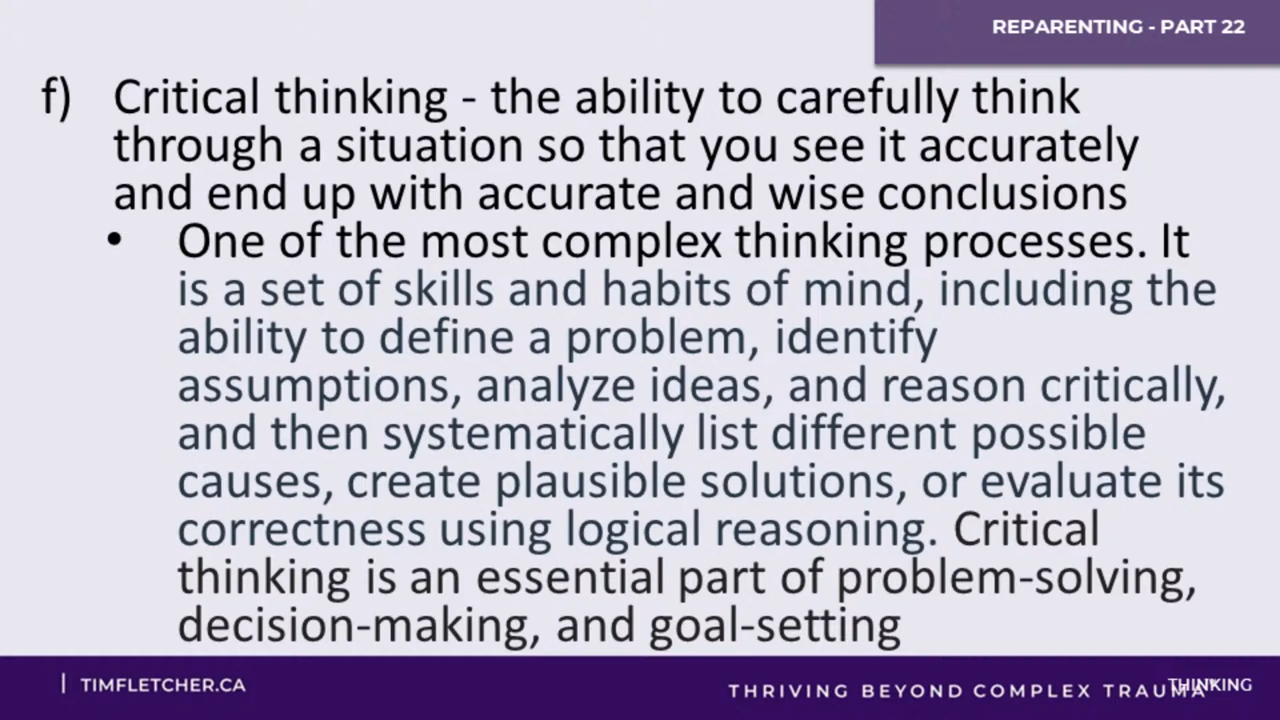 REPARENTING - PART 22
f) Critical thinking - the ability to carefully think
through a situation so that you see it accurately
and end up with accurate and wise conclusions
• One of the most complex thinking processes. It
is a set of skills and habits of mind, including the
ability to define a problem, identify
assumptions, analyze ideas, and reason critically,
and then systematically list different possible
causes, create plausible solutions, or evaluate its
correctness using logical reasoning. Critical
thinking is an essential part of problem-solving,
decision-making, and goal-setting
| TIMFLETCHER.CA
THRIVING BEYOND COMPLEX TRAUMA
THINKING